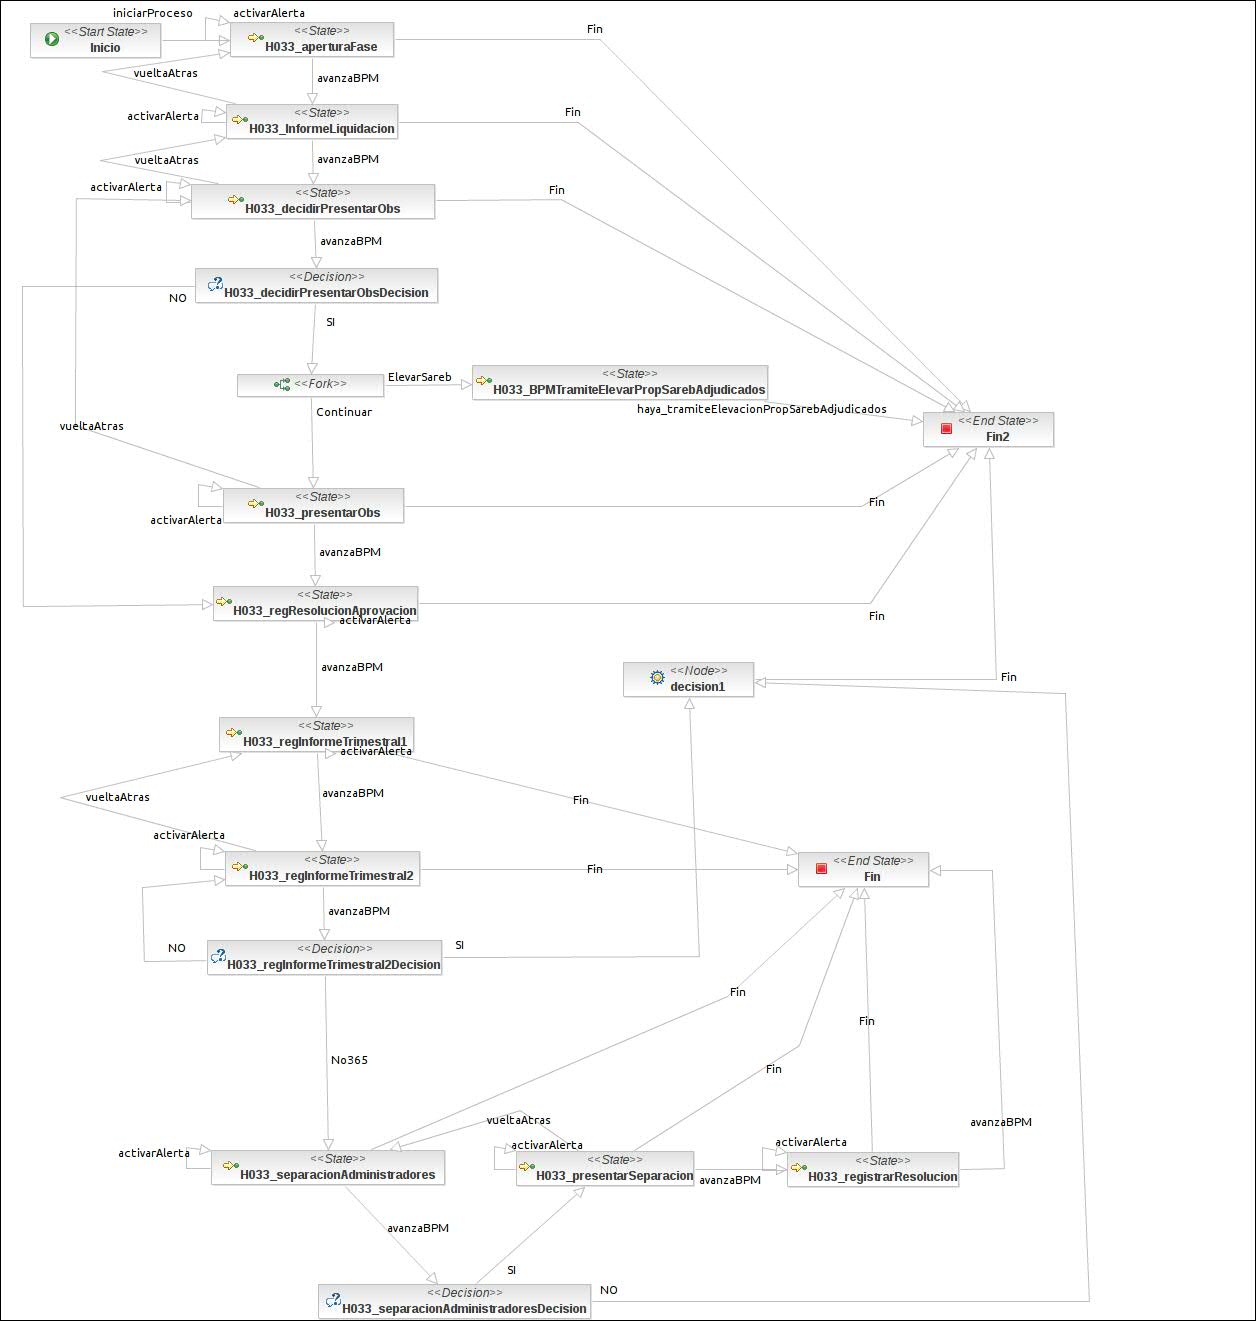 iniciarProceso
activarAlerta
<<Start State>>
Inicio
<<State>>
H033_aperturaFase
Fin
vueltaAtras
avanzaBPM
activarAlerta
<<State>>
H033_InformeLiquidacion
Fin
vueltaAtras
avanzaBPM
activarAlerta
<<State>>
H033_decidirPresentarObs
Fin
avanzaBPM
<<Decision>>
H033_decidirPresentarObsDecision
NO
SI
<<Fork>>
ElevarSareb
<<State>>
H033_BPMTramiteElevarPropSarebAdjudicados
haya_tramiteElevacionPropSarebAdjudicados
Continuar
vueltaAtras
<<End State>>
Fin2
<<State>>
H033_presentarObs
activarAlerta
Fin
avanzaBPM
<<State>>
H033_regResolucionAprovacion
activarAlerta
Fin
avanzaBPM
<<Node>>
decision1
Fin
<<State>>
H033_regInformeTrimestral1
activarAlerta
vueltaAtras
avanzaBPM
Fin
activarAlerta
<<State>>
H033_regInformeTrimestral2
Fin
<<End State>>
Fin
avanzaBPM
NO
<<Decision>>
H033_regInformeTrimestral2Decision
SI
Fin
Fin
No365
Fin
vueltaAtras
avanzaBPM
activarAlerta
<<State>>
H033_separacionAdministradores
activarAlerta
<<State>>
H033_presentarSeparacion
avanzaBPM
activarAlerta
<<State>>
H033_registrarResolucion
avanzaBPM
SI
<<Decision>>
H033_separacionAdministradoresDecision
NO